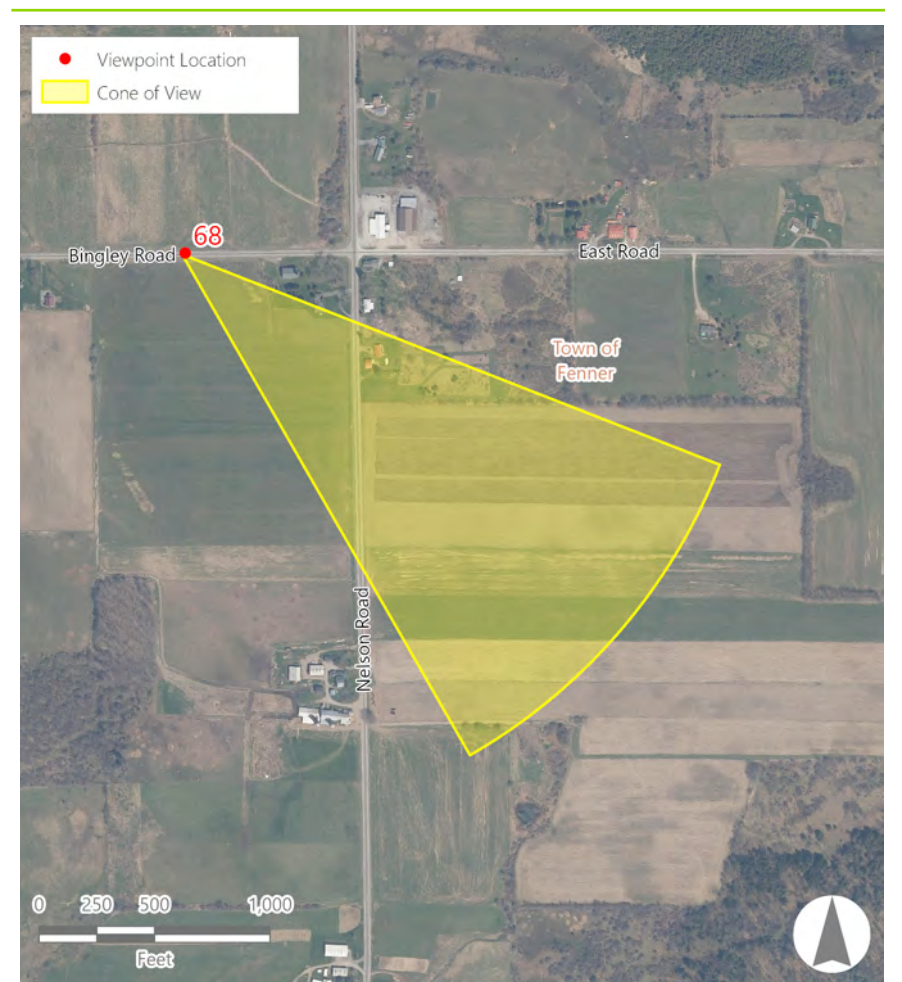 Viewpoint Location
Cone of View
68
Bingley Road
East Road
Town of
Fenner
Nelson Road
0 250 500 1,000
Feet